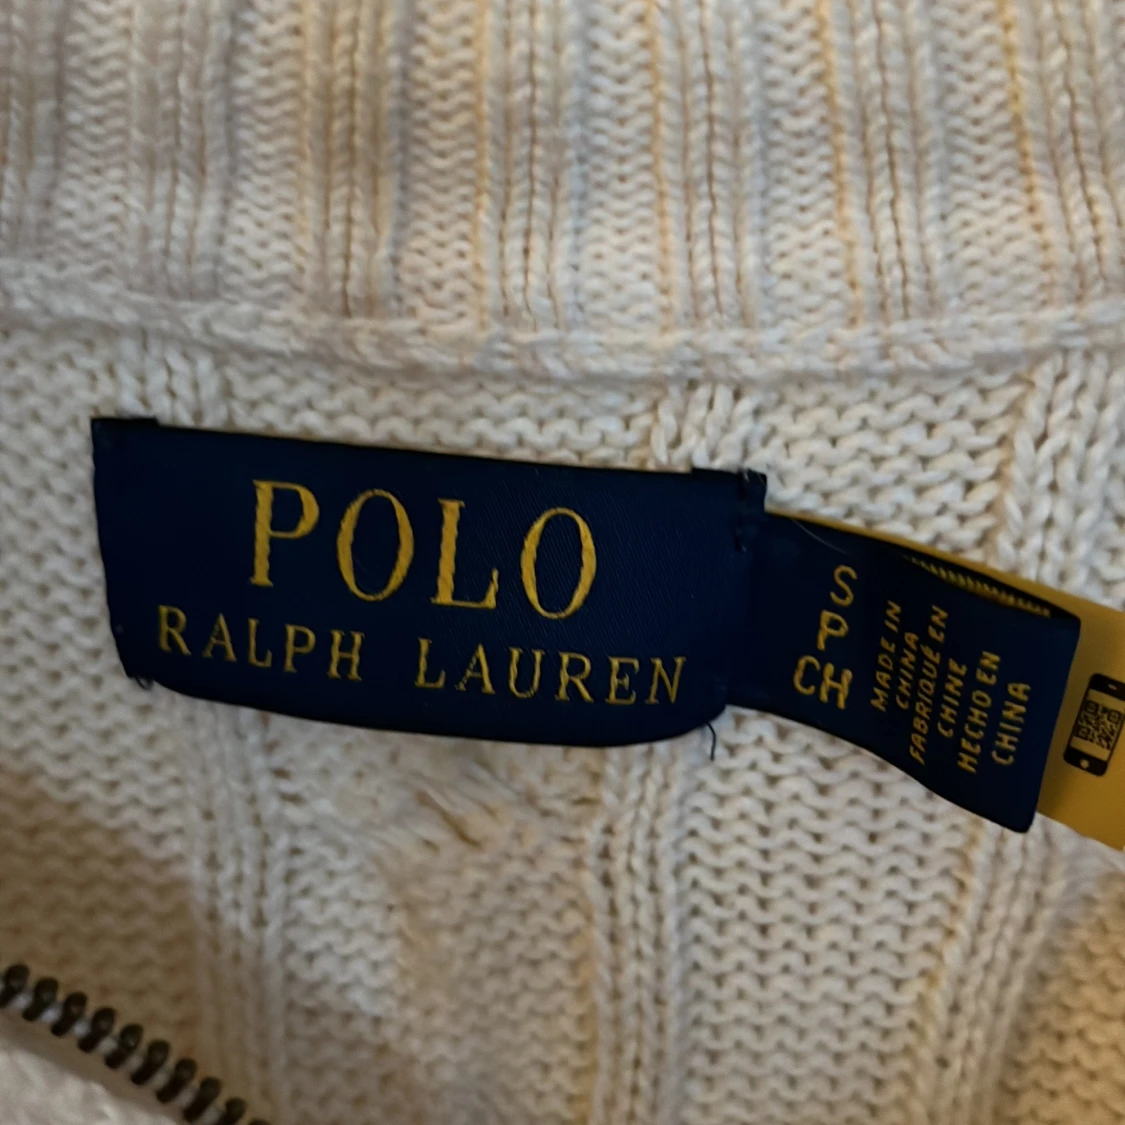 POLO
RALPH LAUREN
S
P
CH
MADE IN
CHINA
FABRIQUÉ EN
CHINE
HECHO EN
CHINA